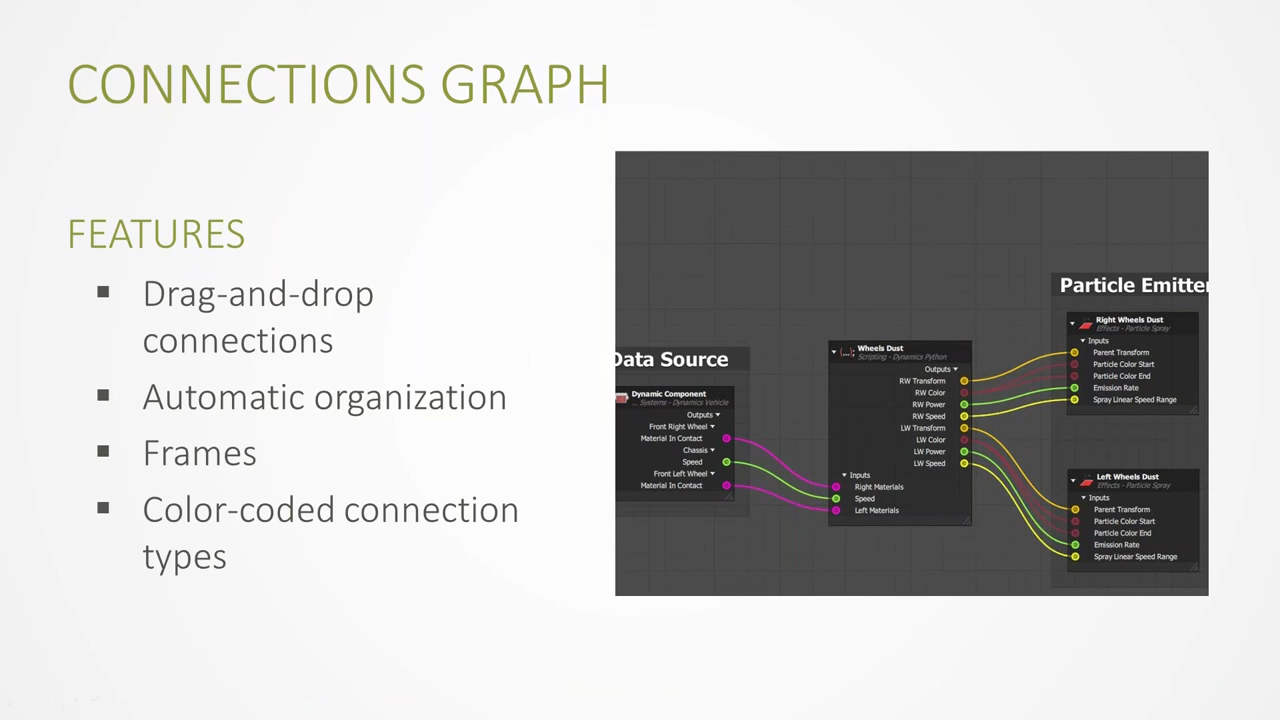 CONNECTIONS GRAPH
FEATURES
Drag-and-drop
connections
Automatic organization
Frames
Color-coded connection
types
Data Source
Dynamic Component
... Systems - Dynamics Vehicle
Outputs
Front Right Wheel
Material In Contact
Chassis
Speed
Front Left Wheel
Material In Contact
Wheels Dust
Scripting - Dynamics Python
Outputs
RW Transform
RW Color
RW Power
RW Speed
LW Transform
LW Color
LW Power
LW Speed
Inputs
Right Materials
Speed
Left Materials
Particle Emitter
Right Wheels Dust
Effects - Particle Spray
Inputs
Parent Transform
Particle Color Start
Particle Color End
Emission Rate
Spray Linear Speed Range
Left Wheels Dust
Effects - Particle Spray
Inputs
Parent Transform
Particle Color Start
Particle Color End
Emission Rate
Spray Linear Speed Range